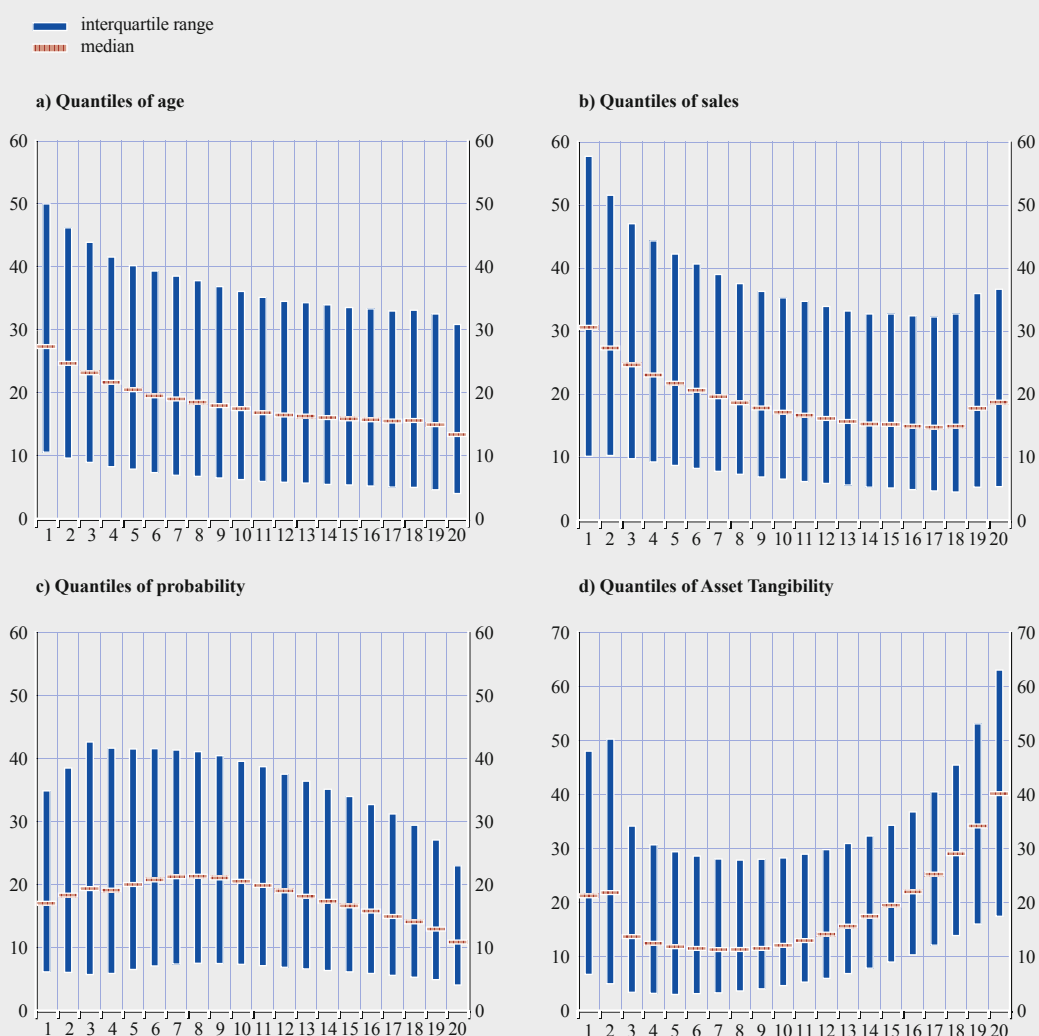 interquartile range
median
a) Quantiles of age
b) Quantiles of sales
60 60
50 50
40 40
30 30
20 20
10 10
0 0
1 2 3 4 5 6 7 8 9 10 11 12 13 14 15 16 17 18 19 20
60 60
50 50
40 40
30 30
20 20
10 10
0 0
1 2 3 4 5 6 7 8 9 10 11 12 13 14 15 16 17 18 19 20
c) Quantiles of probability
d) Quantiles of Asset Tangibility
60 60
50 50
40 40
30 30
20 20
10 10
0 0
1 2 3 4 5 6 7 8 9 10 11 12 13 14 15 16 17 18 19 20
70 70
60 60
50 50
40 40
30 30
20 20
10 10
0 0
1 2 3 4 5 6 7 8 9 10 11 12 13 14 15 16 17 18 19 20